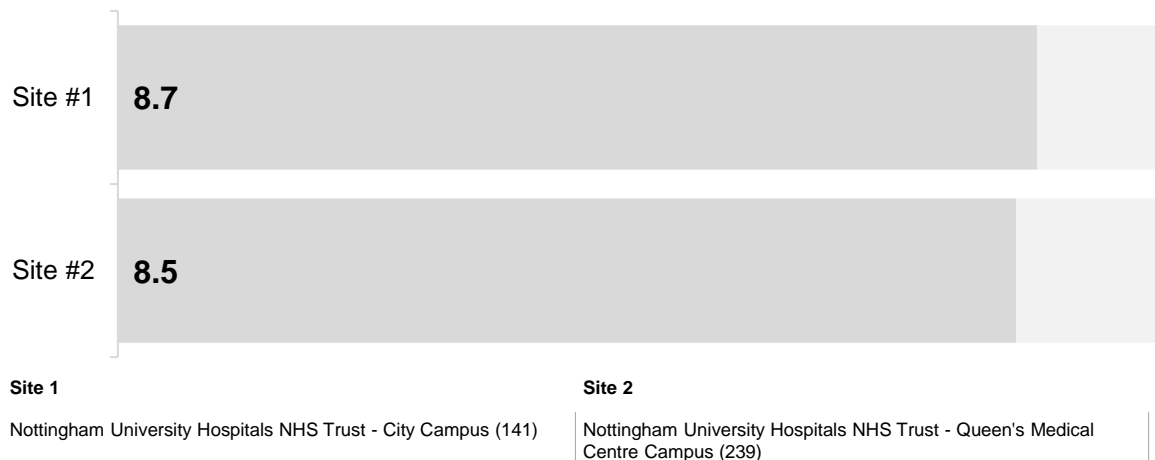 Site #1
8.7
Site #2
8.5
Site 1
Site 2
Nottingham University Hospitals NHS Trust - City Campus (141)
Nottingham University Hospitals NHS Trust - Queen's Medical
Centre Campus (239)